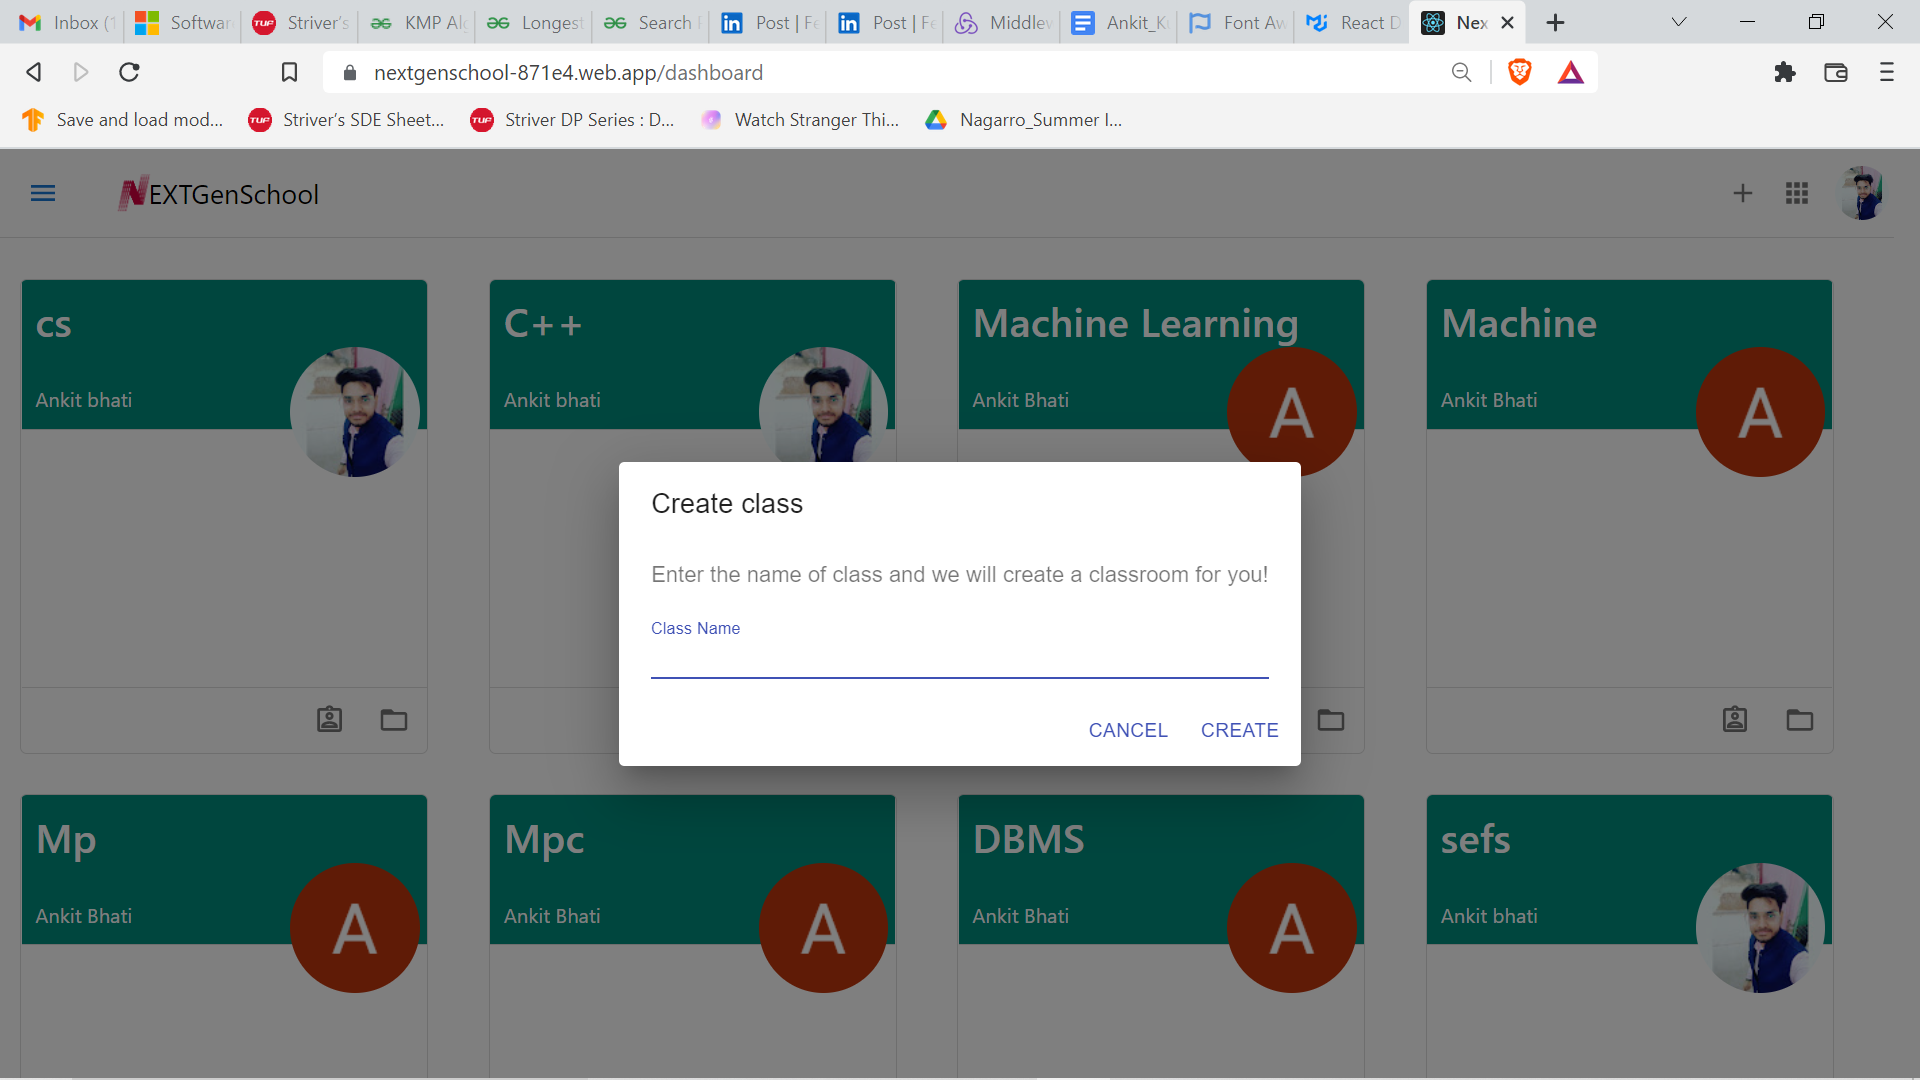 Inbox (1
Softwar
Striver's
KMP Alg
Longest
Search
Post | Fe
Post | Fe
Middlew
Ankit_K
Font Aw
React D
Nex
nextgenschool-871e4.web.app/dashboard
Save and load mod...
Striver's SDE Sheet...
Striver DP Series : D...
Watch Stranger Thi...
Nagarro_Summer I...
NEXTGenSchool
cs
Ankit bhati
C++
Ankit bhati
Machine Learning
Ankit Bhati
A
Machine
Ankit Bhati
A
Create class
Enter the name of class and we will create a classroom for you!
Class Name
CANCEL
CREATE
Mp
Ankit Bhati
A
Mpc
Ankit Bhati
A
DBMS
Ankit Bhati
A
sefs
Ankit bhati